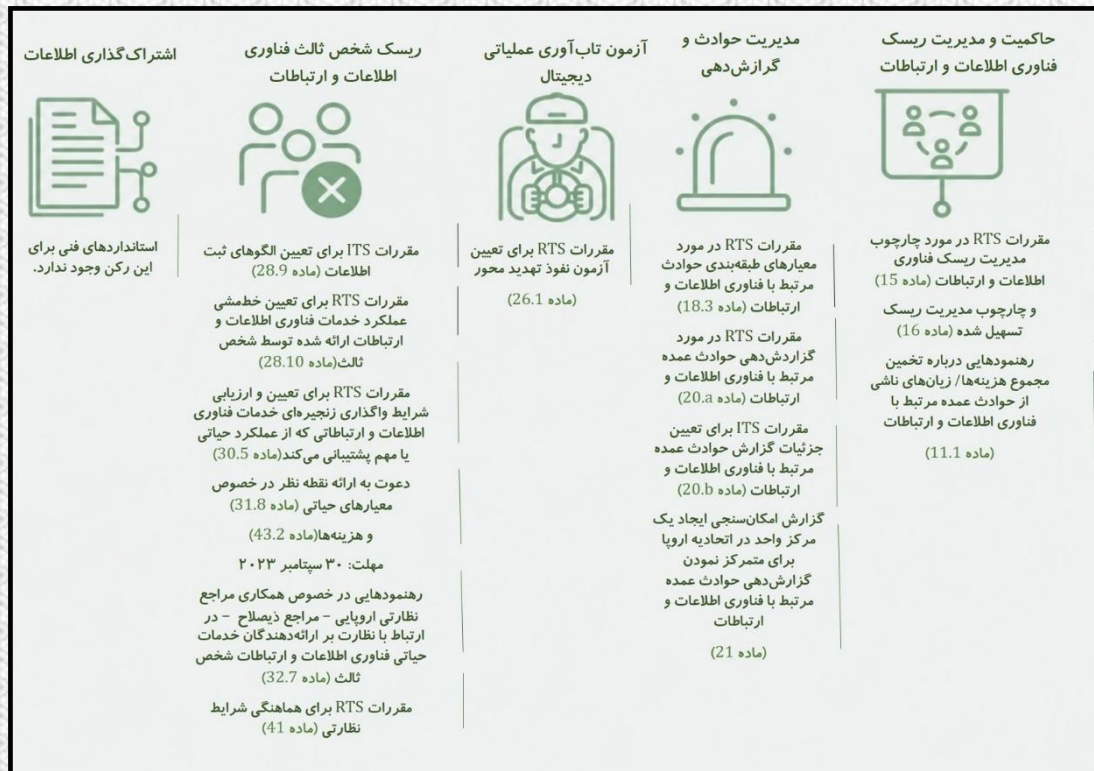 حاکمیت و مدیریت ریسک
فناوری اطلاعات و ارتباطات
مقررات RTS در مورد چارچوب
مدیریت ریسک فناوری
اطلاعات و ارتباطات (ماده 15)
و چارچوب مدیریت ریسک
تسهیل شده (ماده 16)
رهنمودهایی درباره تخمین
مجموع هزینه‌ها/ زیان‌های ناشی
از حوادث عمده مرتبط با
فناوری اطلاعات و ارتباطات
(ماده 11.1)
مدیریت حوادث و
گرازش‌دهی
مقررات RTS در مورد
معیارهای طبقه‌بندی حوادث
مرتبط با فناوری اطلاعات و
ارتباطات (ماده 18.3)
مقررات RTS در مورد
گزاردش‌دهی حوادث عمده
مرتبط با فناوری اطلاعات و
ارتباطات (ماده 20.a)
مقررات ITS برای تعیین
جزئیات گزارش حوادث عمده
مرتبط با فناوری اطلاعات و
ارتباطات (ماده 20.b)
گزارش امکان‌سنجی ایجاد یک
مرکز واحد در اتحادیه اروپا
برای متمرکز نمودن
گزارش‌دهی حوادث عمده
مرتبط با فناوری اطلاعات و
ارتباطات
(ماده 21)
آزمون تاب‌آوری عملیاتی
دیجیتال
مقررات RTS برای تعیین
آزمون نفوذ تهدید محور
(ماده 26.1)
ریسک شخص ثالث فناوری
اطلاعات و ارتباطات
مقررات ITS برای تعیین الگوهای ثبت
اطلاعات (ماده 28.9)
مقررات RTS برای تعیین خط‌مشی
عملکرد خدمات فناوری اطلاعات و
ارتباطات ارائه شده توسط شخص
ثالث(ماده 28.10)
مقررات RTS برای تعیین و ارزیابی
شرایط واگذاری زنجیره‌ای خدمات فناوری
اطلاعات و ارتباطاتی که از عملکرد حیاتی
یا مهم پشتیبانی می‌کند(ماده 30.5)
دعوت به ارائه نقطه نظر در خصوص
معیارهای حیاتی (ماده 31.8)
و هزینه‌ها(ماده 43.2)
مهلت: ۳۰ سپتامبر ۲۰۲۳
رهنمودهایی در خصوص همکاری مراجع
نظارتی اروپایی – مراجع ذیصلاح – در
ارتباط با نظارت بر ارائه‌دهندگان خدمات
حیاتی فناوری اطلاعات و ارتباطات شخص
ثالث (ماده 32.7)
مقررات RTS برای هماهنگی شرایط
نظارتی (ماده 41)
اشتراک‌گذاری اطلاعات
استانداردهای فنی برای
این رکن وجود ندارد.